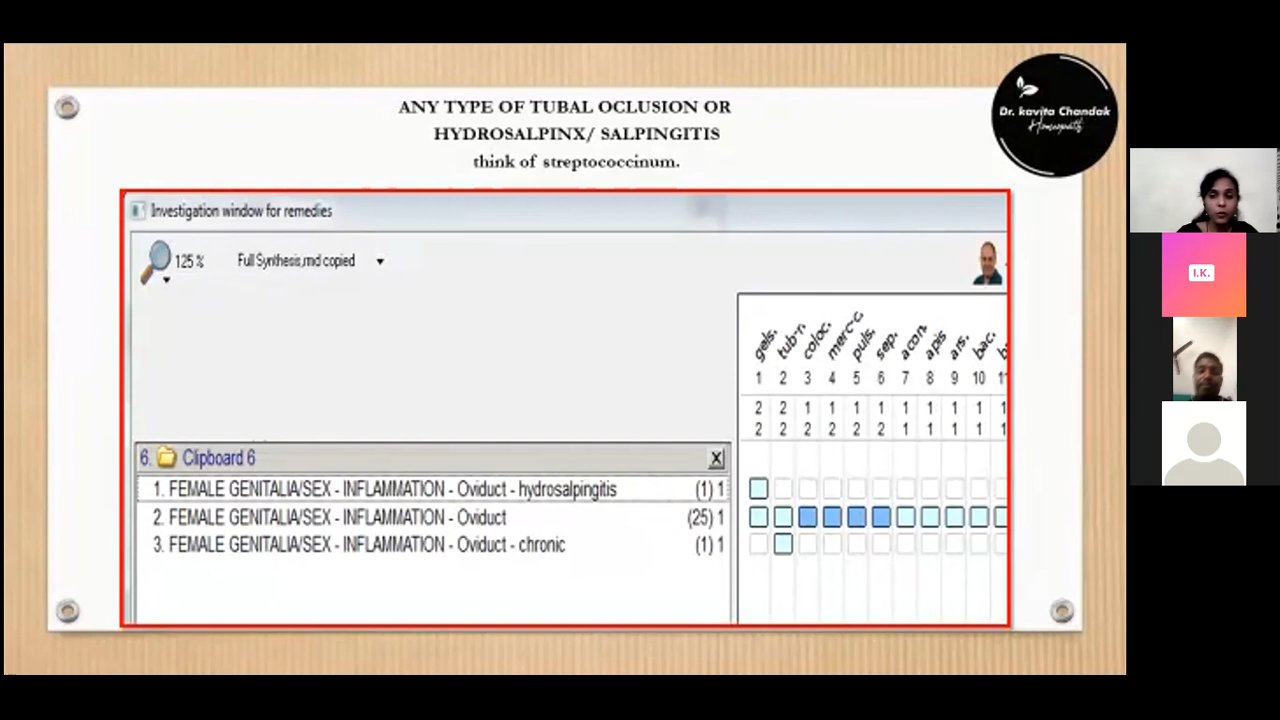 ANY TYPE OF TUBAL OCLUSION OR
HYDROSALPINX/ SALPINGITIS
think of streptococcinum.
Dr. kavita Chandak
Homeopath
Investigation window for remedies
125 %
Full Synthesis,rnd copied
gels. tub-r. coloc. merc-c. puls. sep. acon. apis ars. bac.
1 2 3 4 5 6 7 8 9 10 11
2 2 1 1 1 1 1 1 1 1 1
2 2 2 2 2 2 1 1 1 1 1
6. Clipboard 6 X
1. FEMALE GENITALIA/SEX - INFLAMMATION - Oviduct - hydrosalpingitis (1) 1
2. FEMALE GENITALIA/SEX - INFLAMMATION - Oviduct (25) 1
3. FEMALE GENITALIA/SEX - INFLAMMATION - Oviduct - chronic (1) 1
I.K.